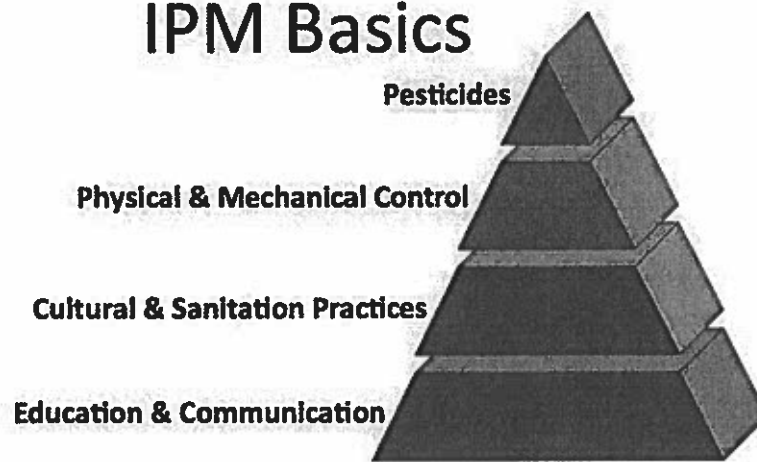 IPM Basics
Pesticides
Physical & Mechanical Control
Cultural & Sanitation Practices
Education & Communication